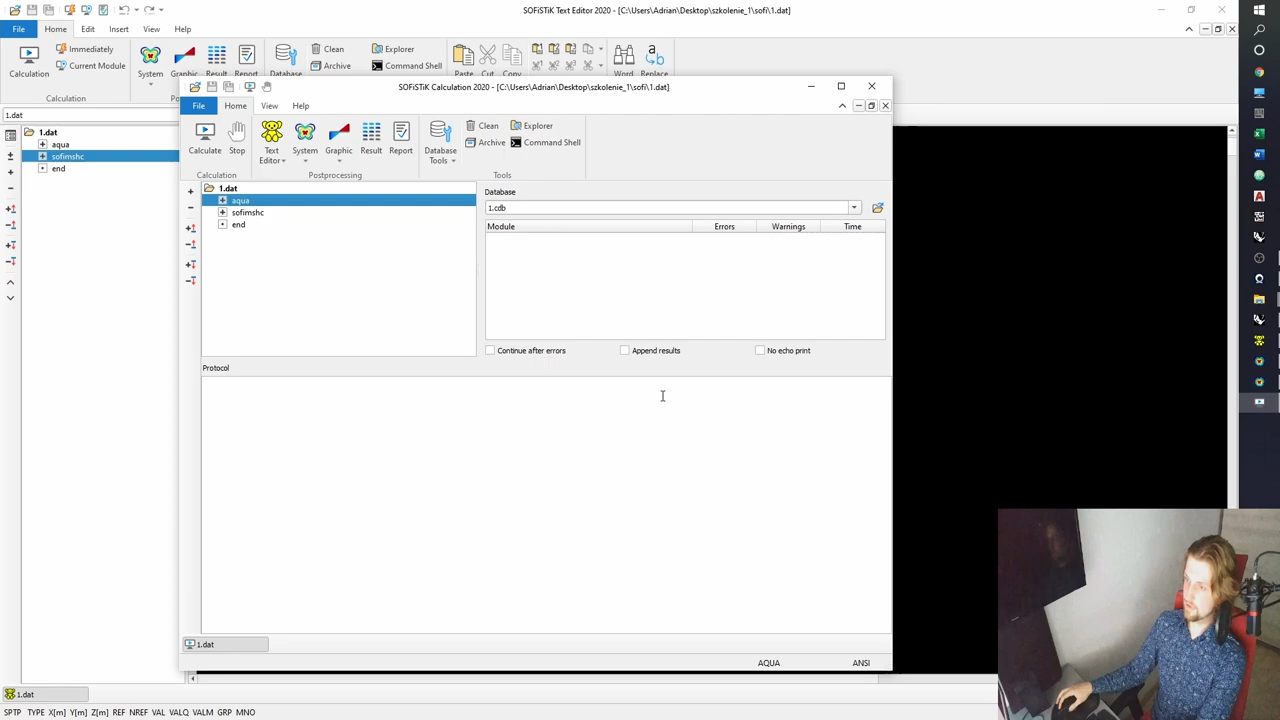 SOFiSTiK Text Editor 2020 - [C:\Users\Adrian\Desktop\szkolenie_1\sofi\1.dat]
File
Home
Edit
Insert
View
Help
Calculation
Immediately
Current Module
System
Graphic
Result
Report
Database
Clean
Archive
Explorer
Command Shell
Paste
Cut
Copy
Word
Replace
Calculation
1.dat
1.dat
aqua
sofimshc
end
SOFiSTiK Calculation 2020 - [C:\Users\Adrian\Desktop\szkolenie_1\sofi\1.dat]
File
Home
View
Help
Calculate
Stop
Text Editor
System
Graphic
Result
Report
Database Tools
Clean
Archive
Explorer
Command Shell
Calculation
Postprocessing
Tools
1.dat
aqua
sofimshc
end
Database
1.cdb
Module
Errors
Warnings
Time
Continue after errors
Append results
No echo print
Protocol
1.dat
AQUA
ANSI
1.dat
SPTP TYPE X[m] Y[m] Z[m] REF NREF VAL VALQ VALM GRP MNO